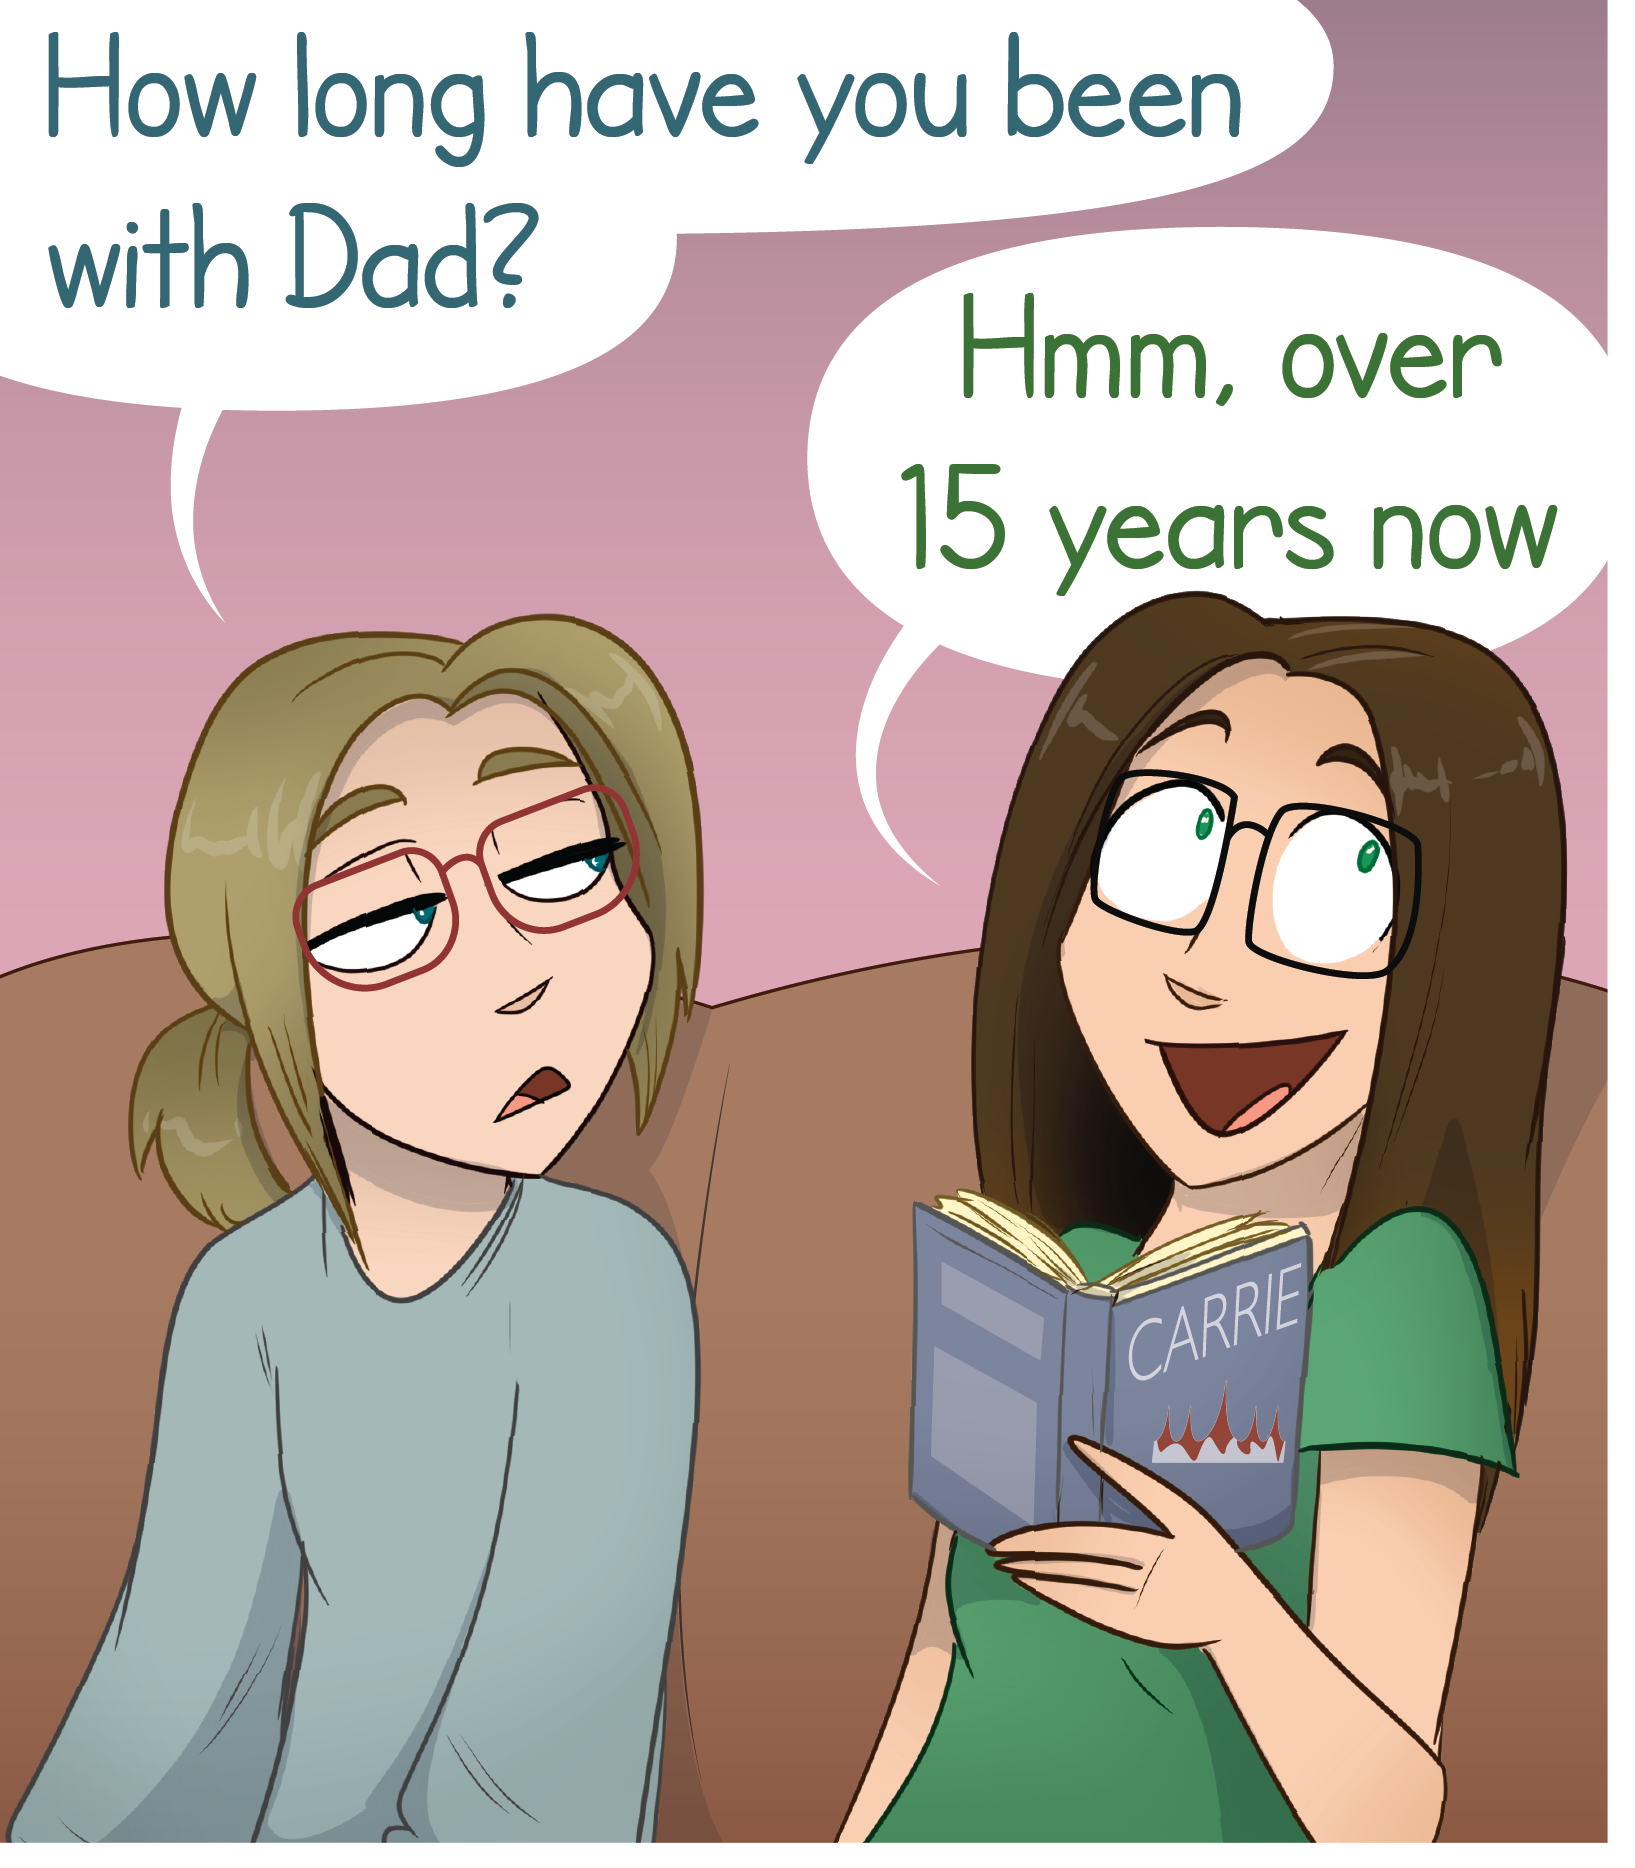 How long have you been
with Dad?
Hmm, over
15 years now
CARRIE